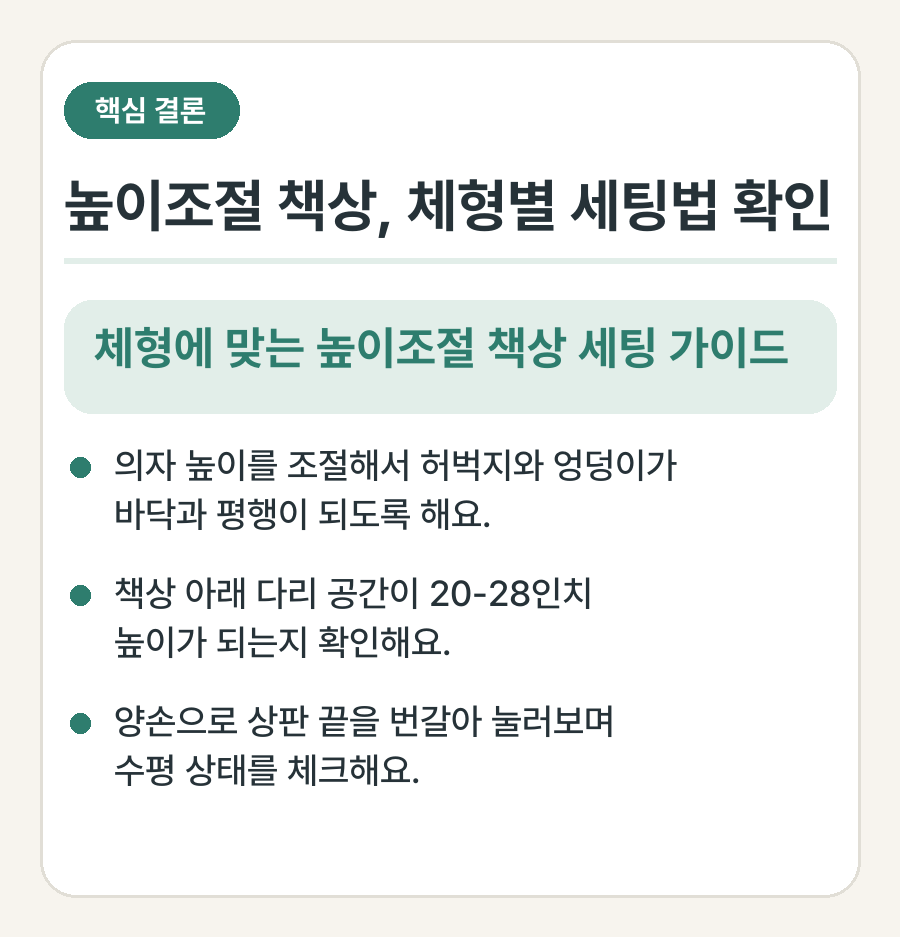 핵심 결론
높이조절 책상, 체형별 세팅법 확인
체형에 맞는 높이조절 책상 세팅 가이드
의자 높이를 조절해서 허벅지와 엉덩이가
바닥과 평행이 되도록 해요.
책상 아래 다리 공간이 20-28인치
높이가 되는지 확인해요.
양손으로 상판 끝을 번갈아 눌러보며
수평 상태를 체크해요.